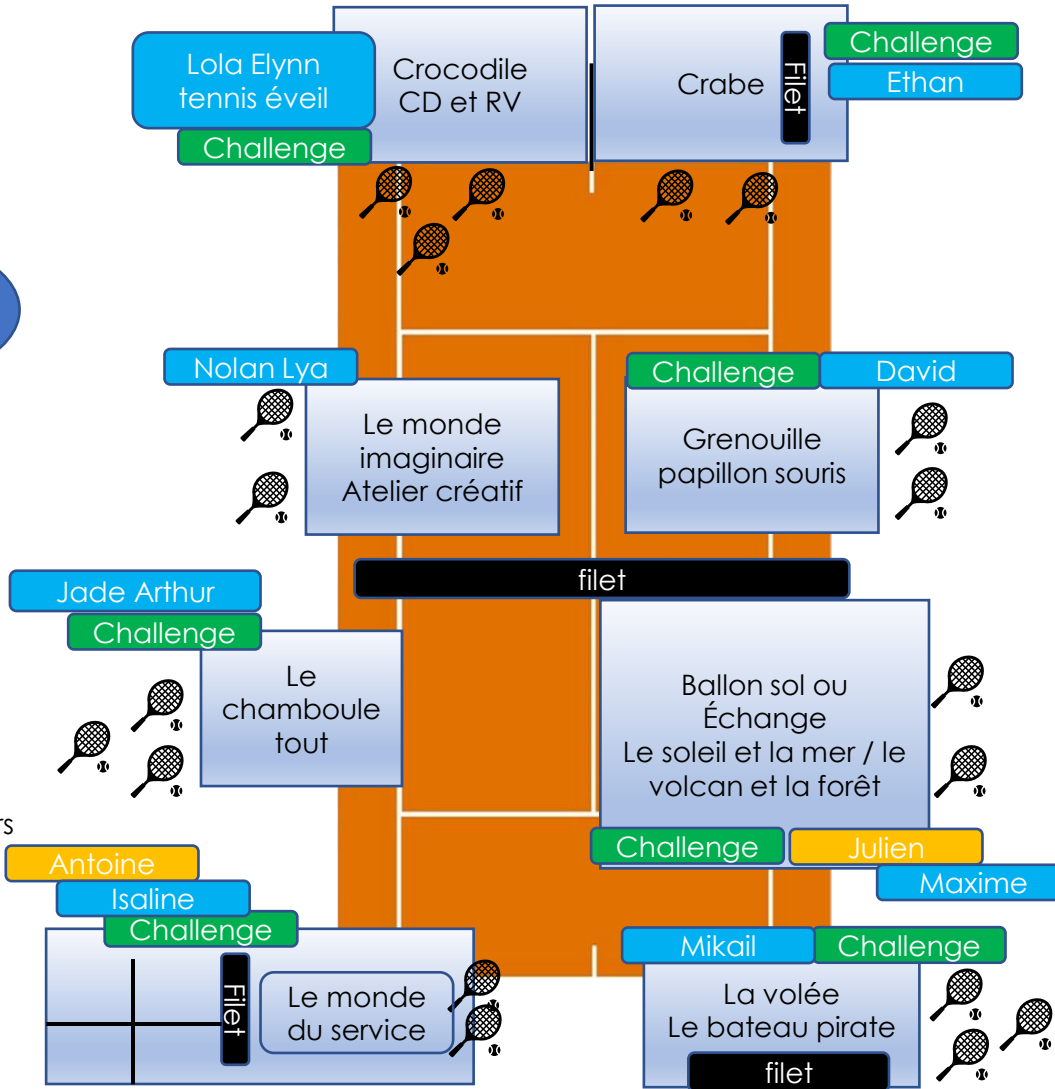 Lola Elynn
tennis éveil
Challenge
Crocodile
CD et RV
Crabe
Filet
Challenge
Ethan
Nolan Lya
Le monde
imaginaire
Atelier créatif
Challenge
David
Grenouille
papillon souris
filet
Jade Arthur
Challenge
Le
chamboule
tout
Ballon sol ou
Échange
Le soleil et la mer / le
volcan et la forêt
Challenge
Julien
Maxime
rs
Antoine
Isaline
Challenge
Filet
Le monde
du service
Mikail
Challenge
La volée
Le bateau pirate
filet